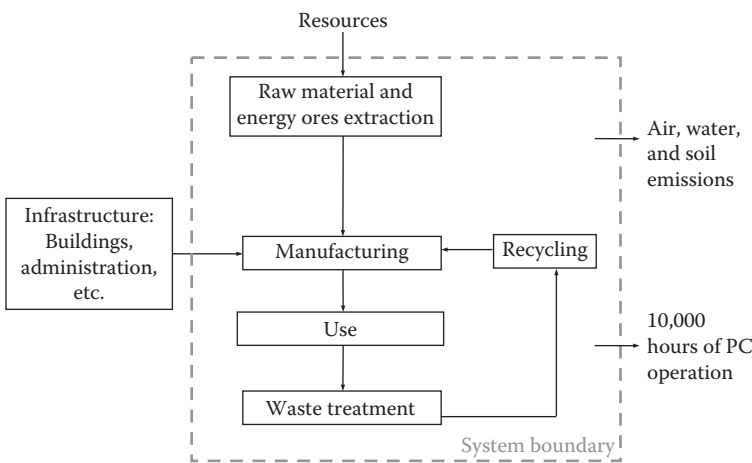 Resources
Raw material and
energy ores extraction
Air, water,
and soil
emissions
Infrastructure:
Buildings,
administration,
etc.
Manufacturing
Recycling
Use
10,000
hours of PC
operation
Waste treatment
System boundary